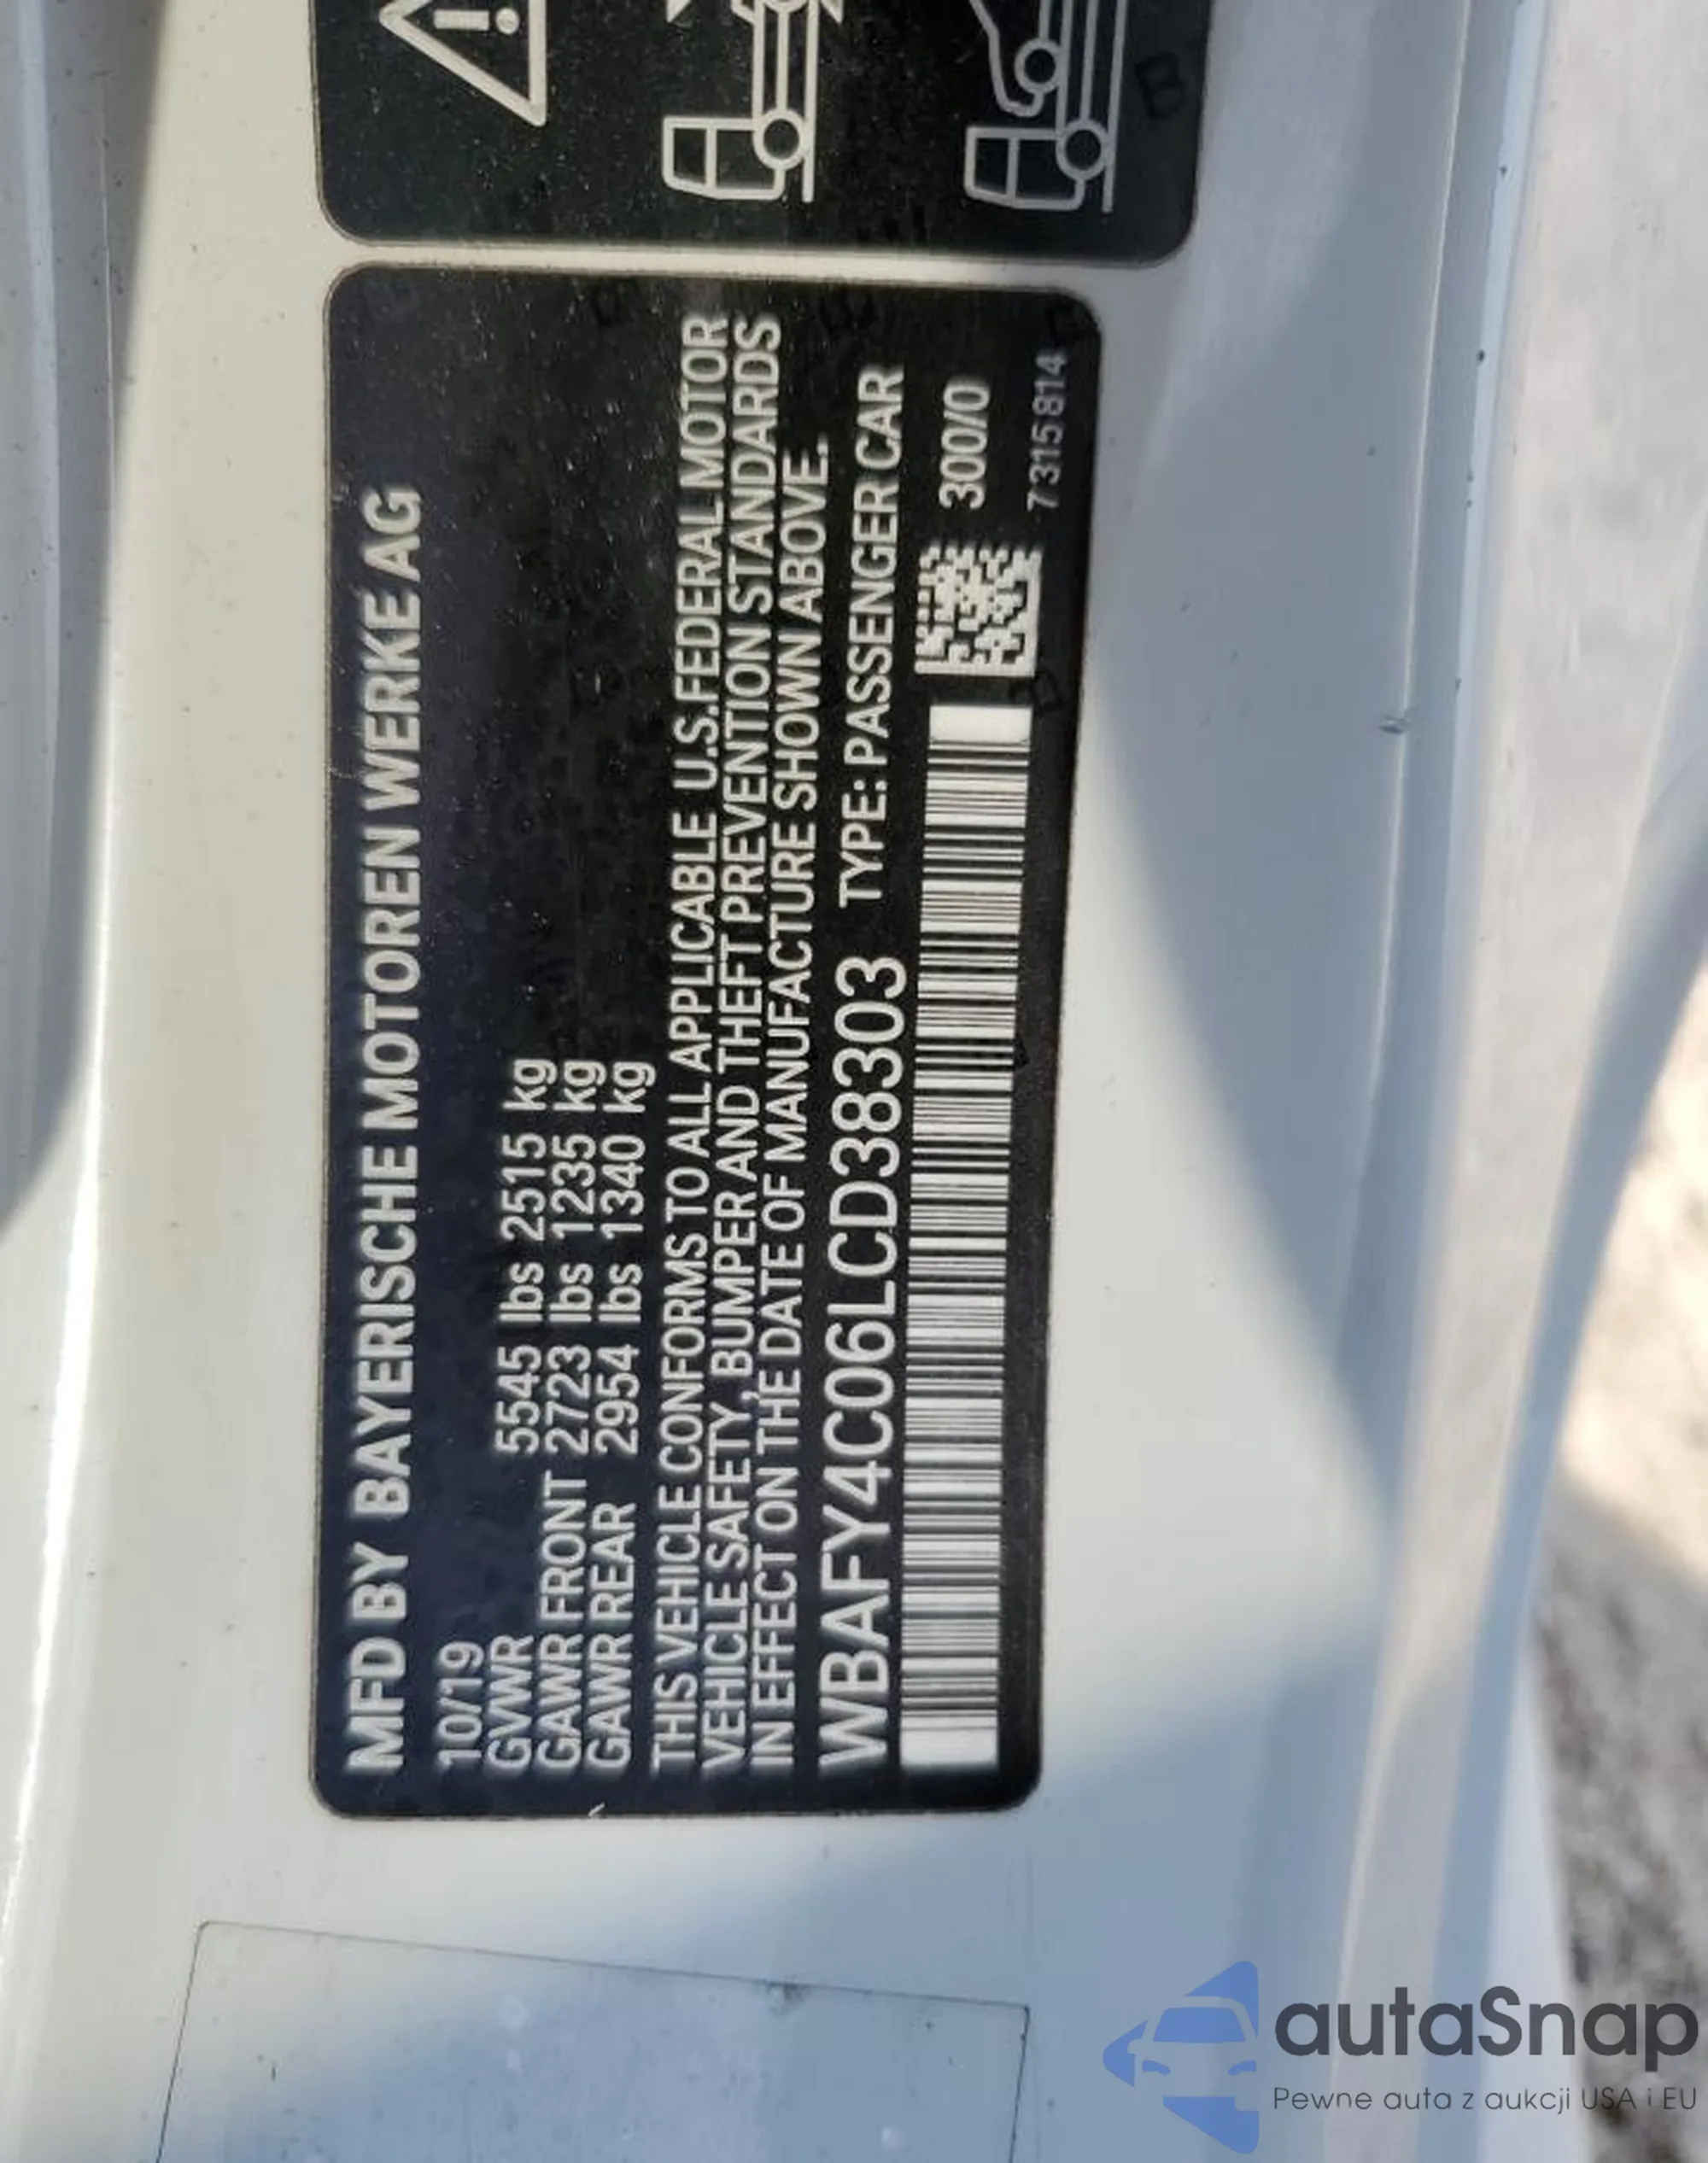 MFD BY BAYERISCHE MOTOREN WERKE AG
10/19
GVWR 5545 lbs 2515 kg
GAWR FRONT 2723 lbs 1235 kg
GAWR REAR 2954 lbs 1340 kg
THIS VEHICLE CONFORMS TO ALL APPLICABLE U.S.FEDERAL MOTOR
VEHICLE SAFETY, BUMPER AND THEFT PREVENTION STANDARDS
IN EFFECT ON THE DATE OF MANUFACTURE SHOWN ABOVE.
WBAFY4C06LCD38303 TYPE: PASSENGER CAR
300/0
7315814
autaSnap
Pewne auta z aukcji USA i EU